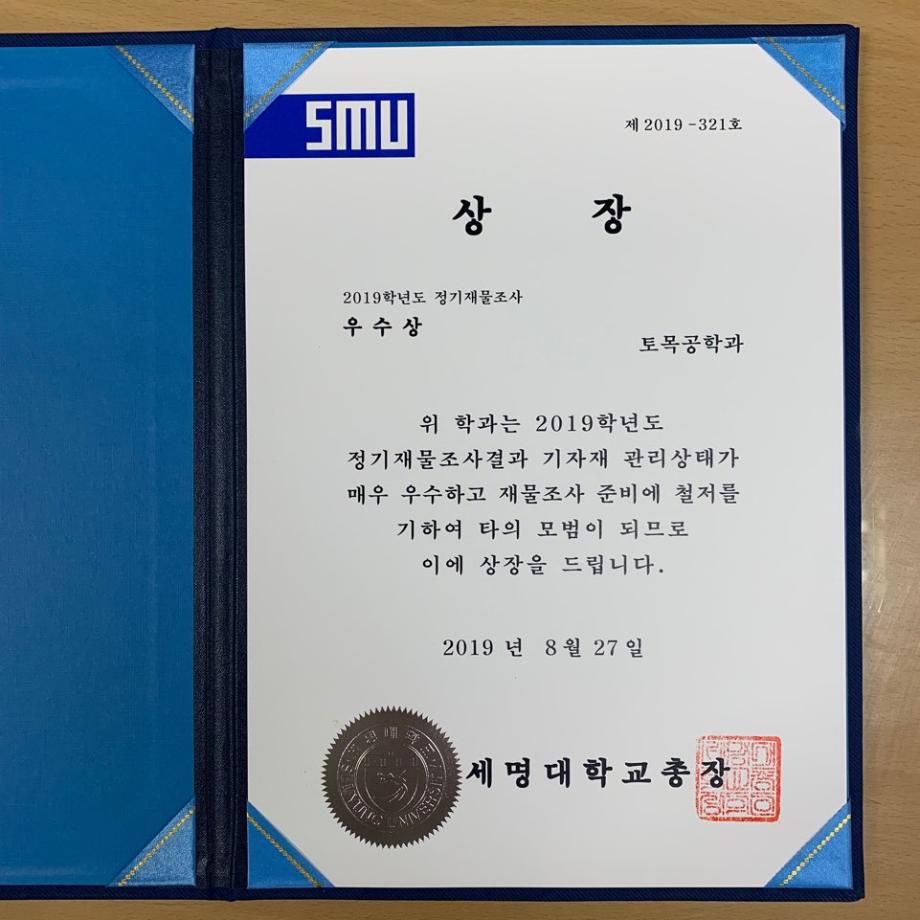 SMU
제 2019 -321호
상 장
2019학년도 정기재물조사
우 수 상
토목공학과
위 학과는 2019학년도
정기재물조사결과 기자재 관리상태가
매우 우수하고 재물조사 준비에 철저를
기하여 타의 모범이 되므로
이에 상장을 드립니다.
2019 년 8월 27일
세명대학교총장